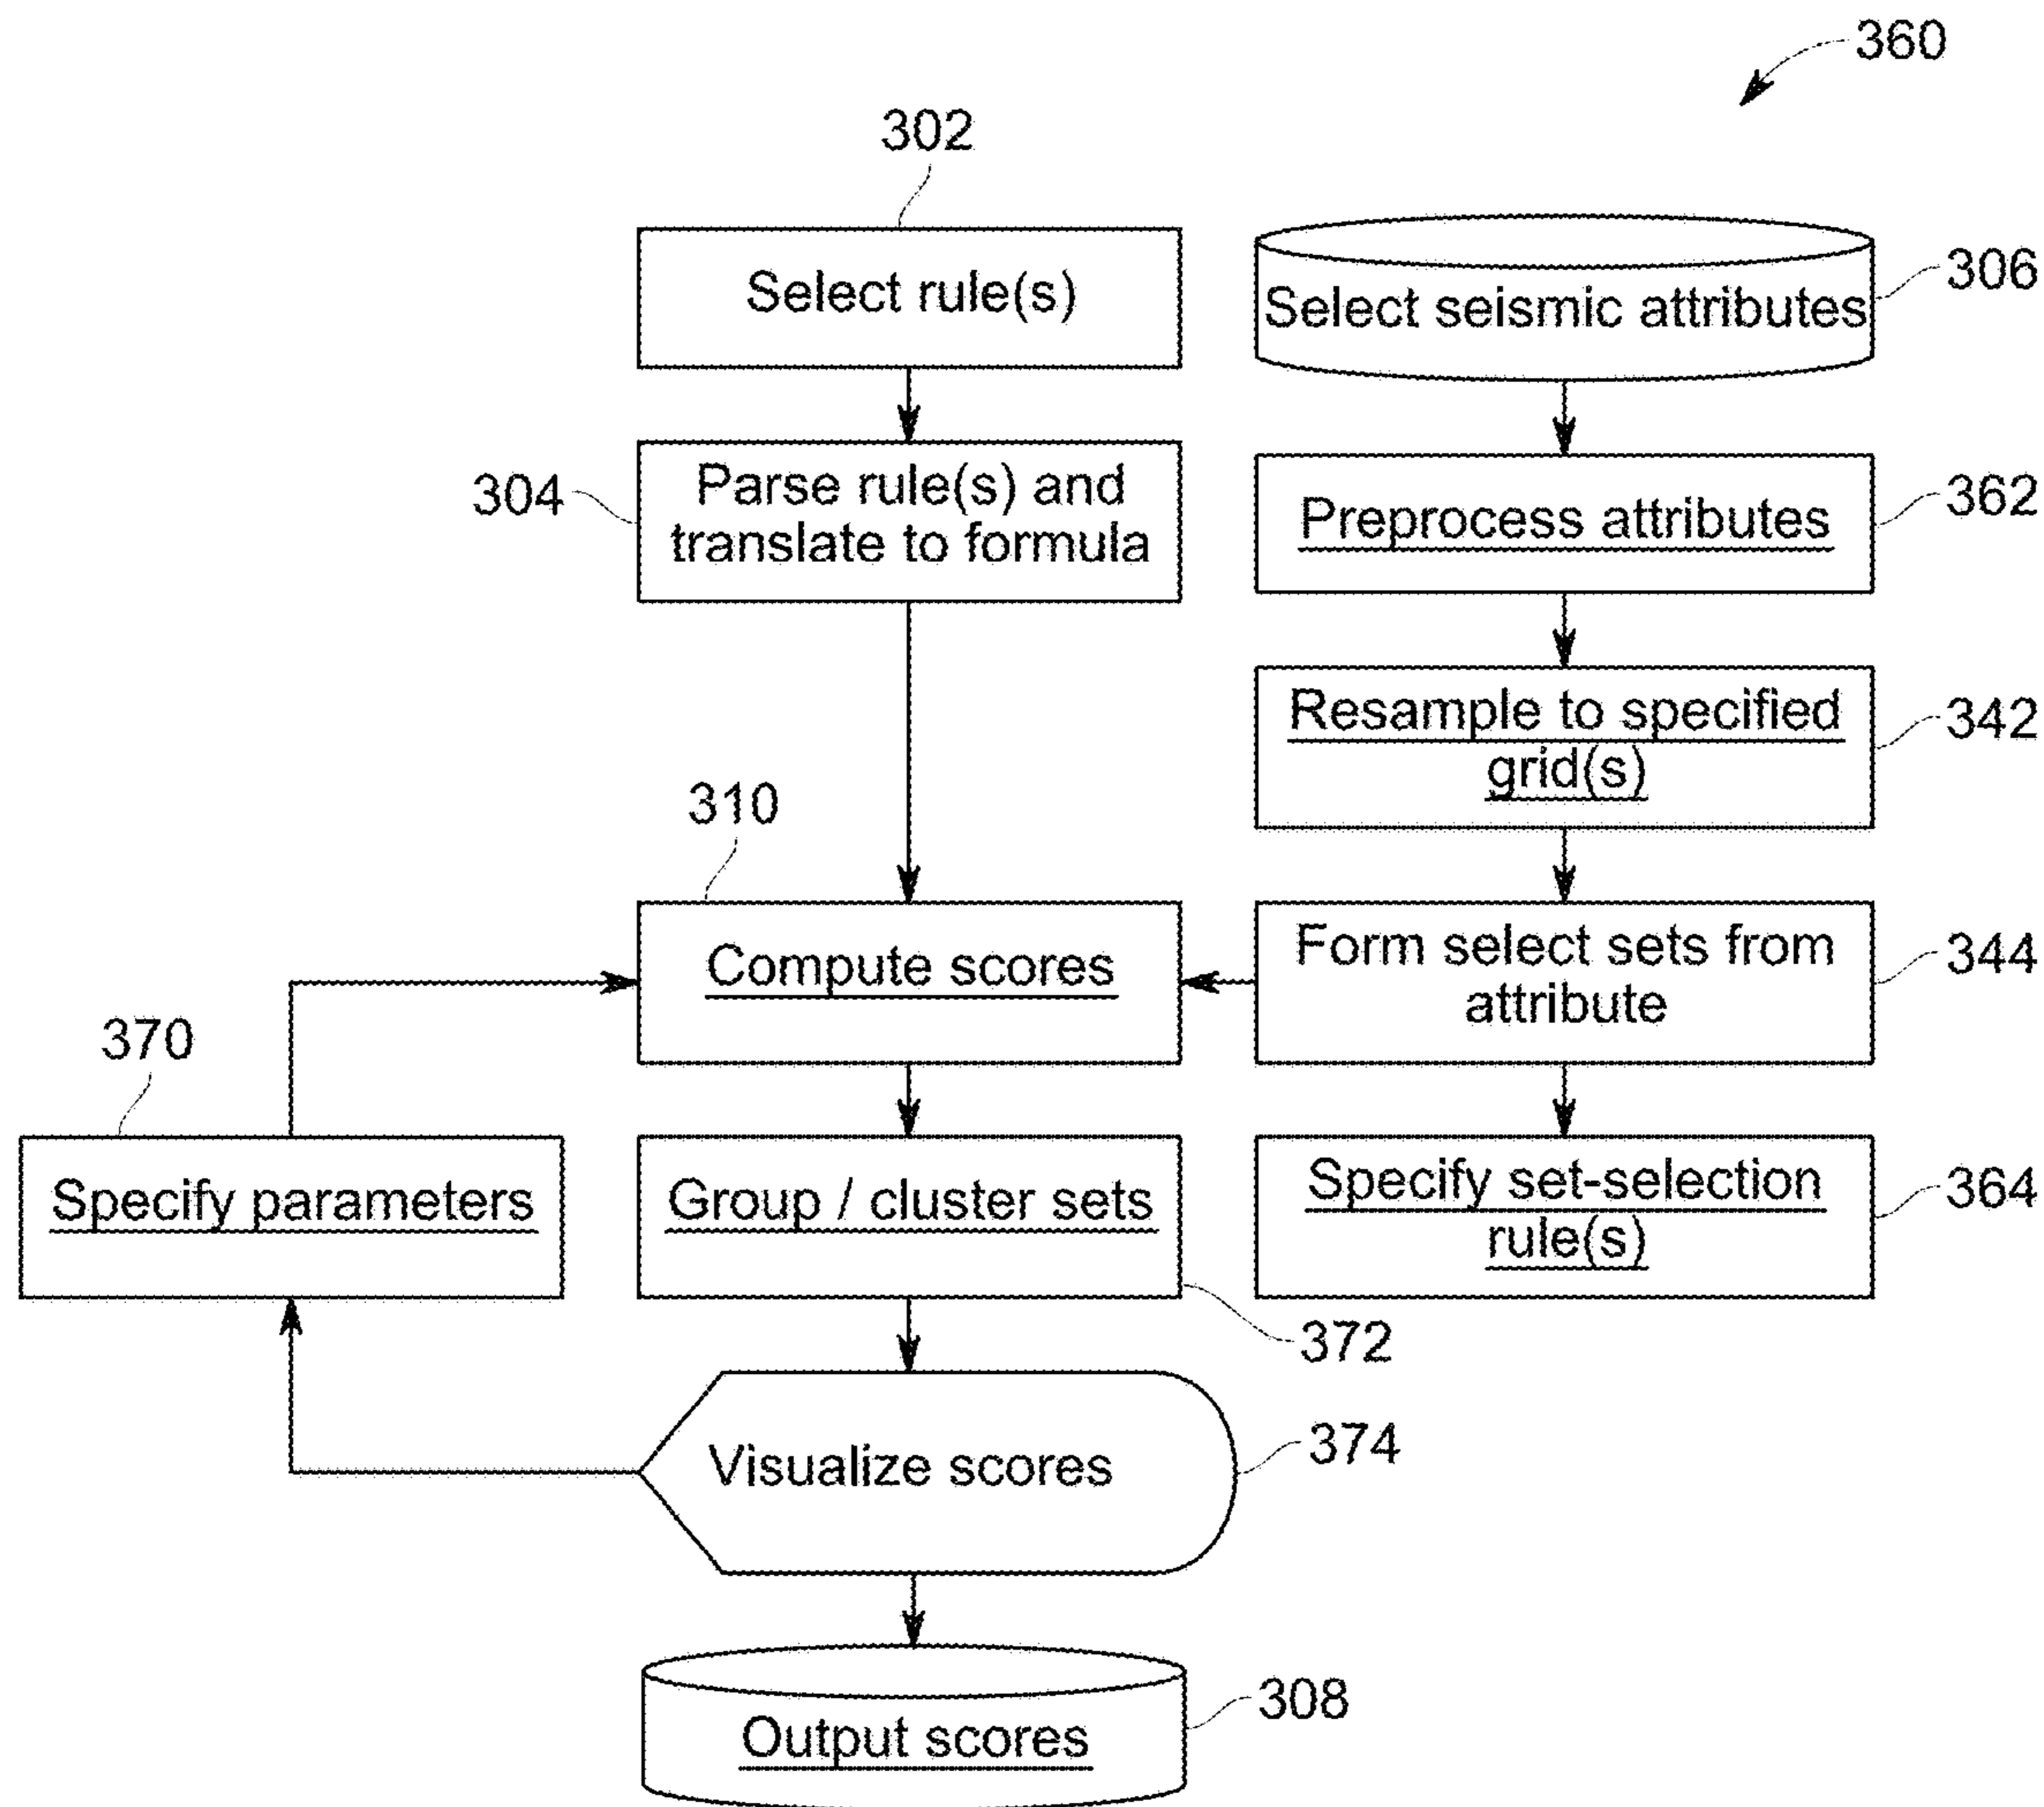 360
302
Select rule(s)
Select seismic attributes
306
304
Parse rule(s) and
translate to formula
Preprocess attributes
362
Resample to specified
grid(s)
342
310
Compute scores
Form select sets from
attribute
344
370
Specify parameters
Group / cluster sets
Specify set-selection
rule(s)
364
372
Visualize scores
374
Output scores
308